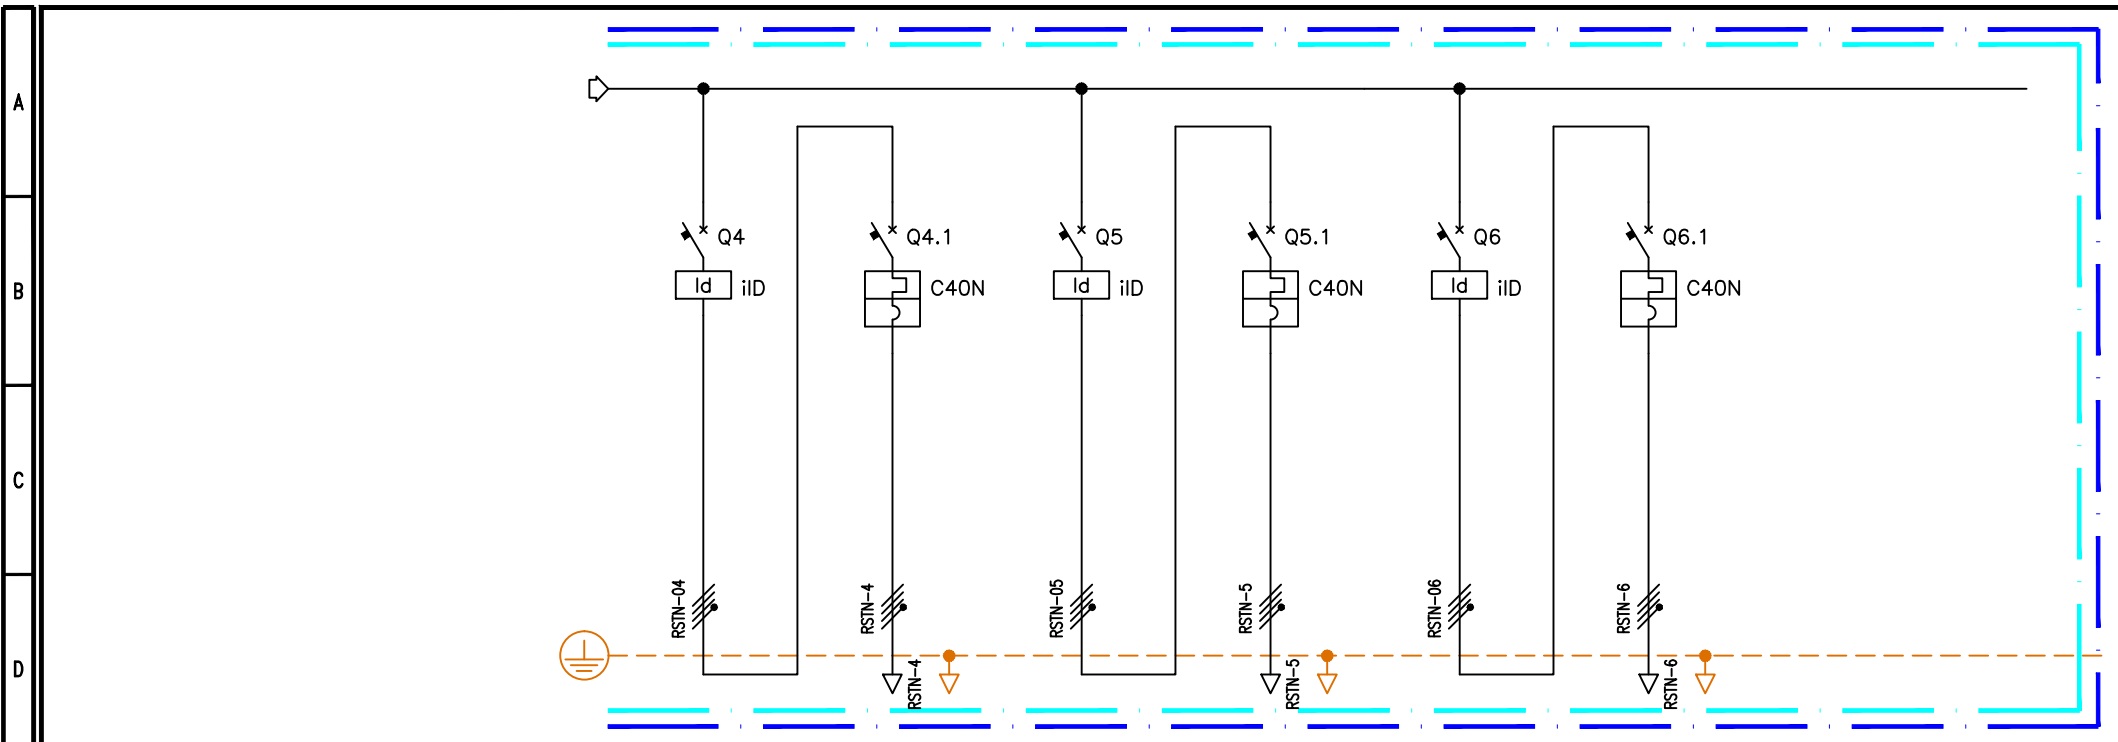 A
Q4
Q4.1
Q5
Q5.1
Q6
Q6.1
B
Id
iID
C40N
Id
iID
C40N
Id
iID
C40N
C
RSTN-04
RSTN-4
RSTN-05
RSTN-5
RSTN-06
RSTN-6
D
RSTN-4
RSTN-5
RSTN-6